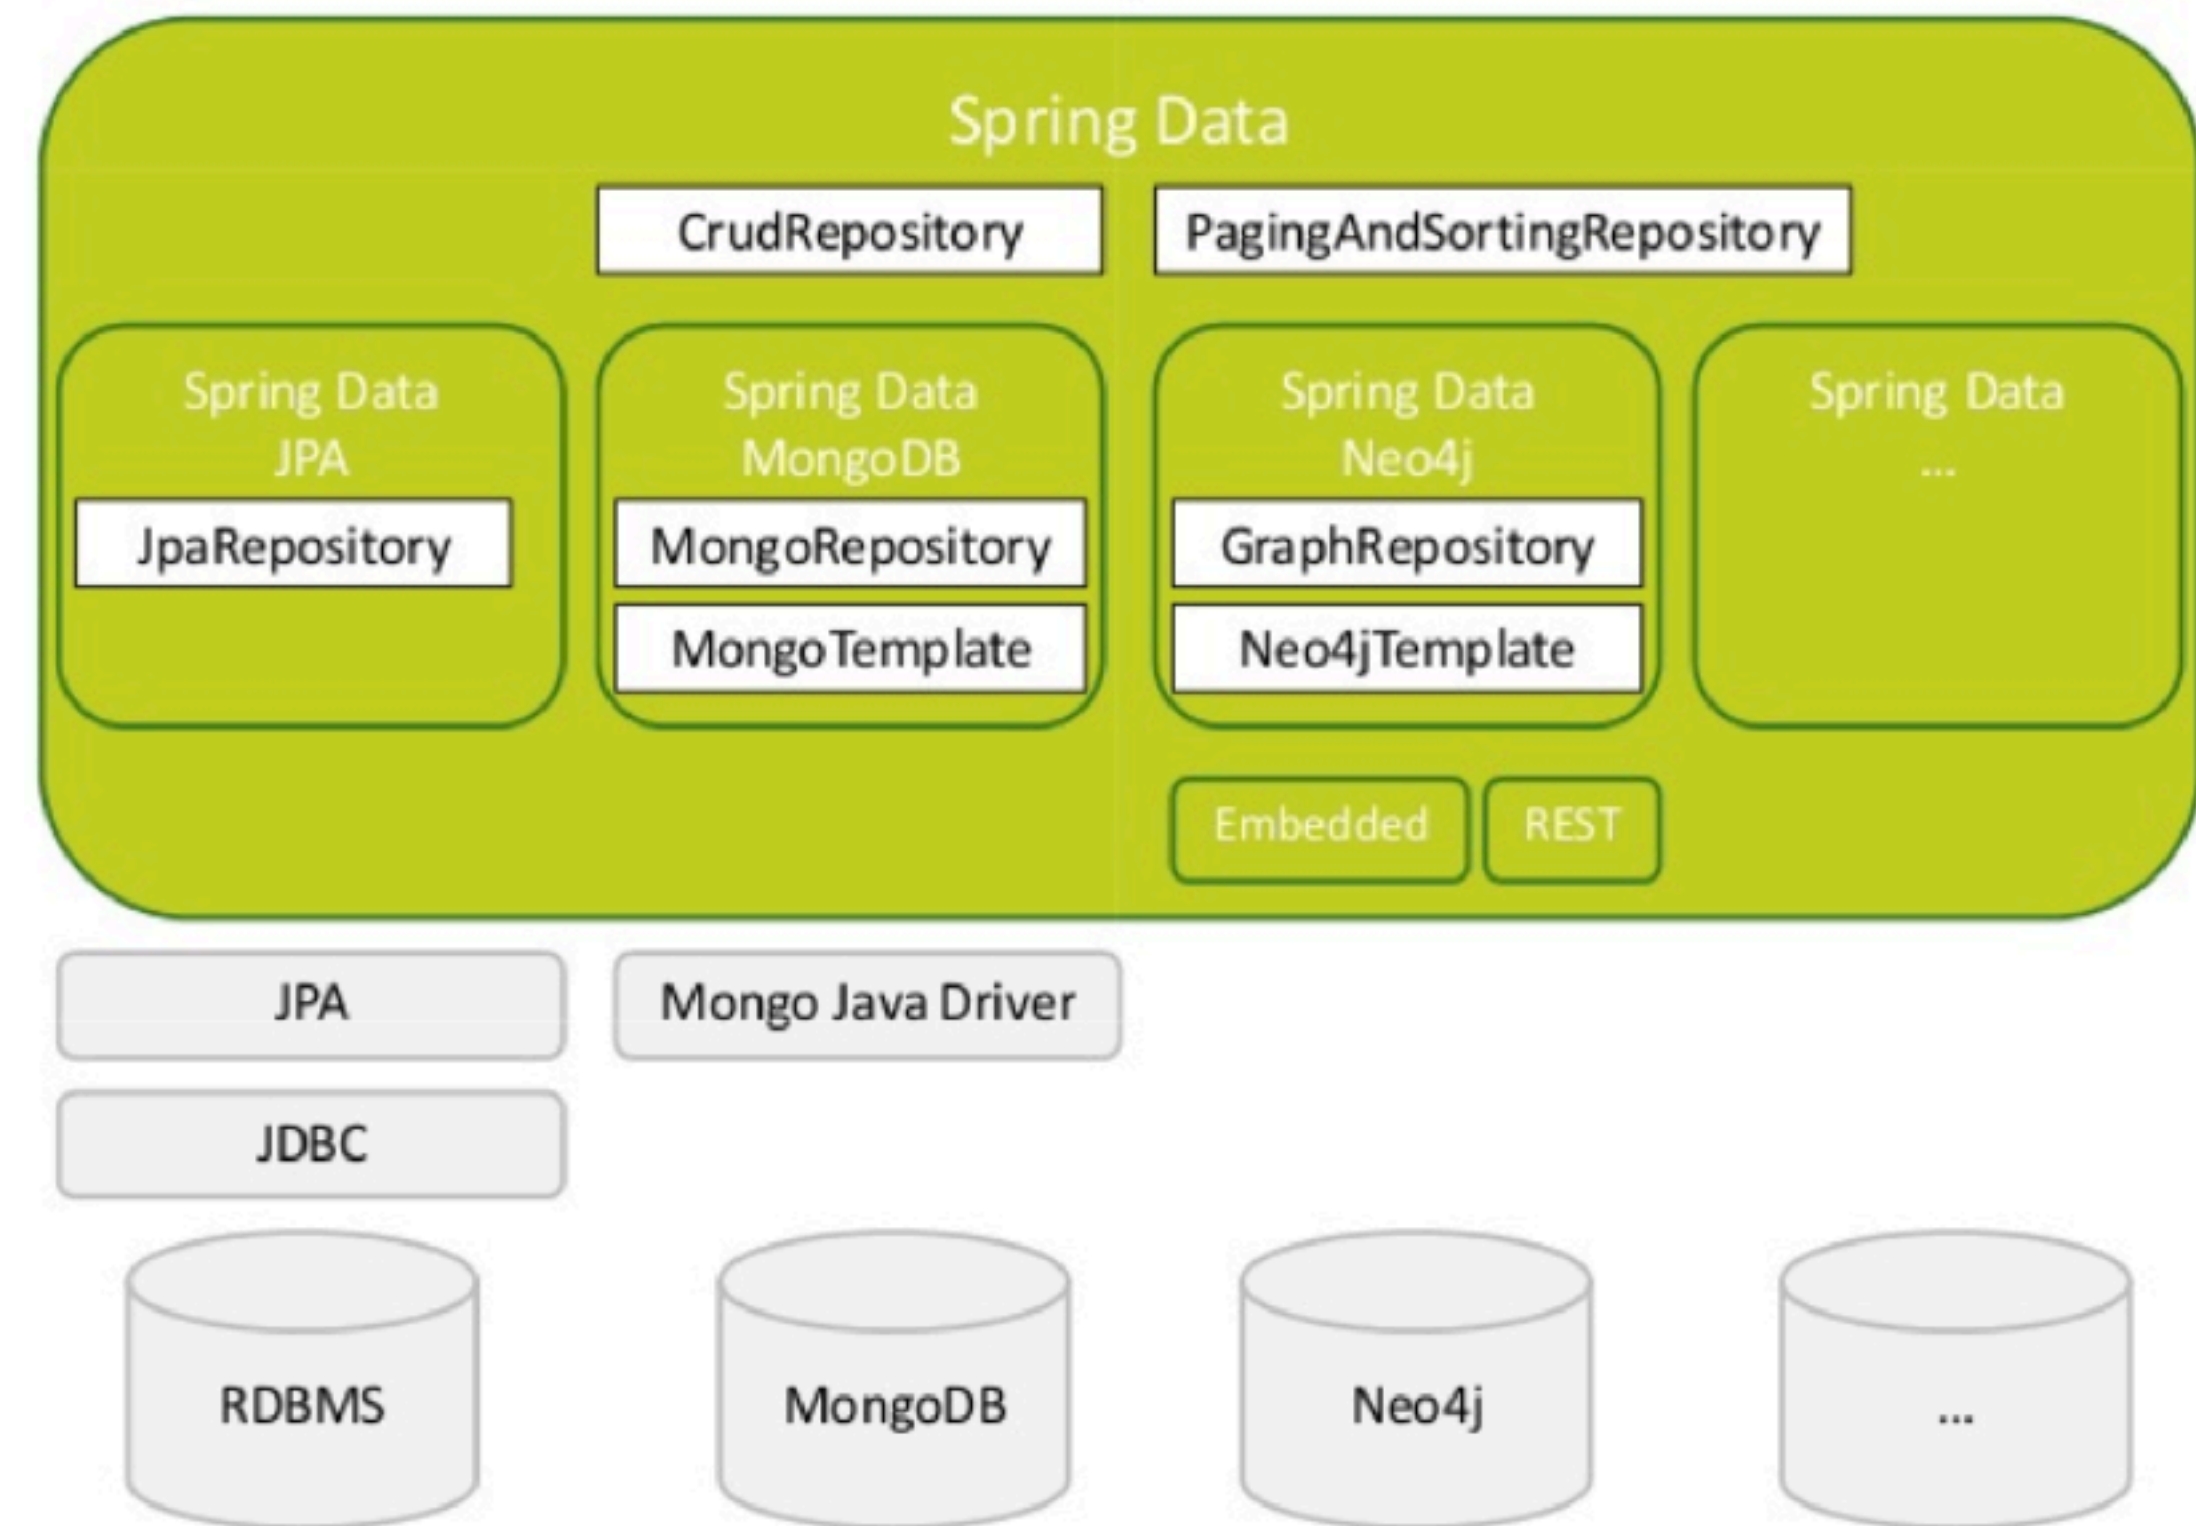 Spring Data
CrudRepository
PagingAndSortingRepository
Spring Data
JPA
JpaRepository
Spring Data
MongoDB
MongoRepository
MongoTemplate
Spring Data
Neo4j
GraphRepository
Neo4jTemplate
Spring Data
...
Embedded
REST
JPA
Mongo Java Driver
JDBC
RDBMS
MongoDB
Neo4j
...